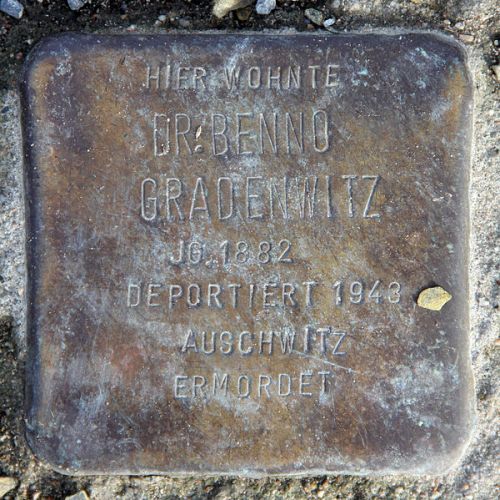 HIER WOHNTE
DR. BENNO
GRADENWITZ
JG. 1882
DEPORTIERT 1943
AUSCHWITZ
ERMORDET